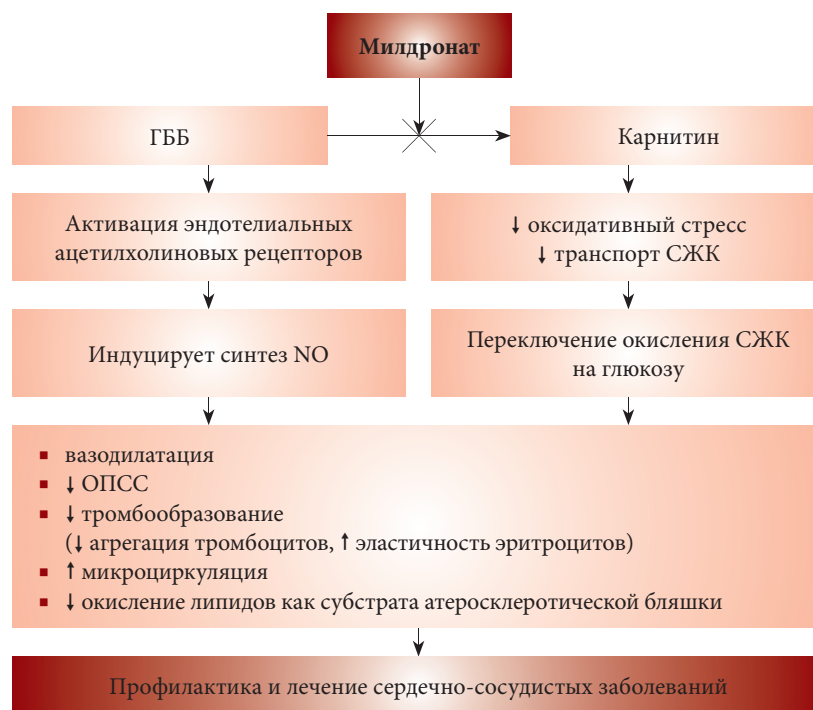 Милдронат
ГББ
Карнитин
Активация эндотелиальных
ацетилхолиновых рецепторов
↓ оксидативный стресс
↓ транспорт СЖК
Индуцирует синтез NO
Переключение окисления СЖК
на глюкозу
▪ вазодилатация
▪ ↓ ОПСС
▪ ↓ тромбообразование
(↓ агрегация тромбоцитов, ↑ эластичность эритроцитов)
▪ ↑ микроциркуляция
▪ ↓ окисление липидов как субстрата атеросклеротической бляшки
Профилактика и лечение сердечно-сосудистых заболеваний